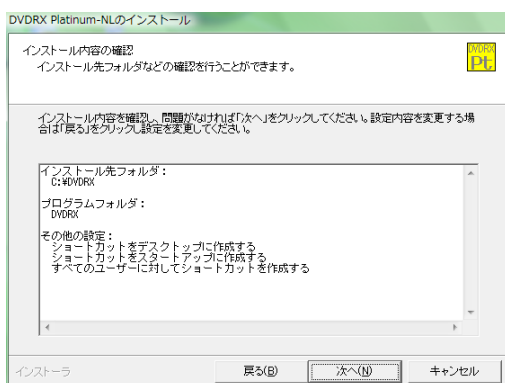 DVDRX Platinum-NLのインストール
インストール内容の確認
インストール先フォルダなどの確認を行うことができます。
DVDRX
Pt
インストール内容を確認し、問題がなければ「次へ」をクリックしてください。設定内容を変更する場
合は「戻る」をクリックし設定を変更してください。
インストール先フォルダ：
C:¥DVDRX
プログラムフォルダ：
DVDRX
その他の設定：
ショートカットをデスクトップに作成する
ショートカットをスタートアップに作成する
すべてのユーザーに対してショートカットを作成する
インストーラ
戻る(B)
次へ(N)
キャンセル